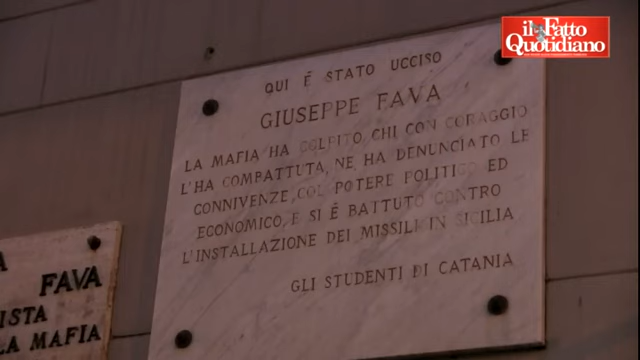 il Fatto
Quotidiano
QUI É STATO UCCISO
GIUSEPPE FAVA
LA MAFIA HA COLPITO CHI CON CORAGGIO
L'HA COMBATTUTA, NE HA DENUNCIATO LE
CONNIVENZE COL POTERE POLITICO ED
ECONOMICO, E SI É BATTUTO CONTRO
L'INSTALLAZIONE DEI MISSILI IN SICILIA
GLI STUDENTI DI CATANIA
FAVA
LA MAFIA